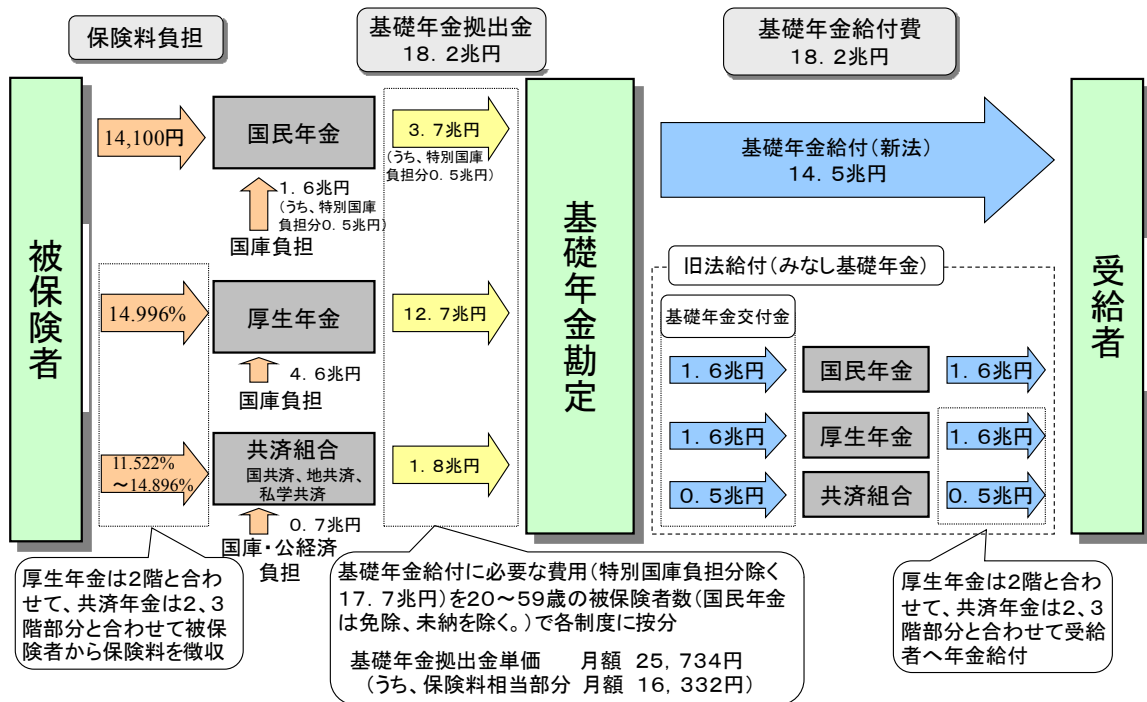 保険料負担
基礎年金拠出金
18.2兆円
基礎年金給付費
18.2兆円
被保険者
14,100円
国民年金
1.6兆円
(うち、特別国庫
負担分0.5兆円)
国庫負担
14.996%
厚生年金
4.6兆円
国庫負担
11.522%
~14.896%
共済組合
国共済、地共済、
私学共済
0.7兆円
国庫・公経済
負担
3.7兆円
(うち、特別国庫
負担分0.5兆円)
12.7兆円
1.8兆円
基礎年金勘定
基礎年金給付(新法)
14.5兆円
旧法給付(みなし基礎年金)
基礎年金交付金
1.6兆円
国民年金
1.6兆円
1.6兆円
厚生年金
1.6兆円
0.5兆円
共済組合
0.5兆円
受給者
厚生年金は2階と合わ
せて、共済年金は2、3
階部分と合わせて被保
険者から保険料を徴収
基礎年金給付に必要な費用(特別国庫負担分除く
17.7兆円)を20~59歳の被保険者数(国民年金
は免除、未納を除く。)で各制度に按分
基礎年金拠出金単価 月額 25,734円
(うち、保険料相当部分 月額 16,332円)
厚生年金は2階と合わ
せて、共済年金は2、3
階部分と合わせて受給
者へ年金給付